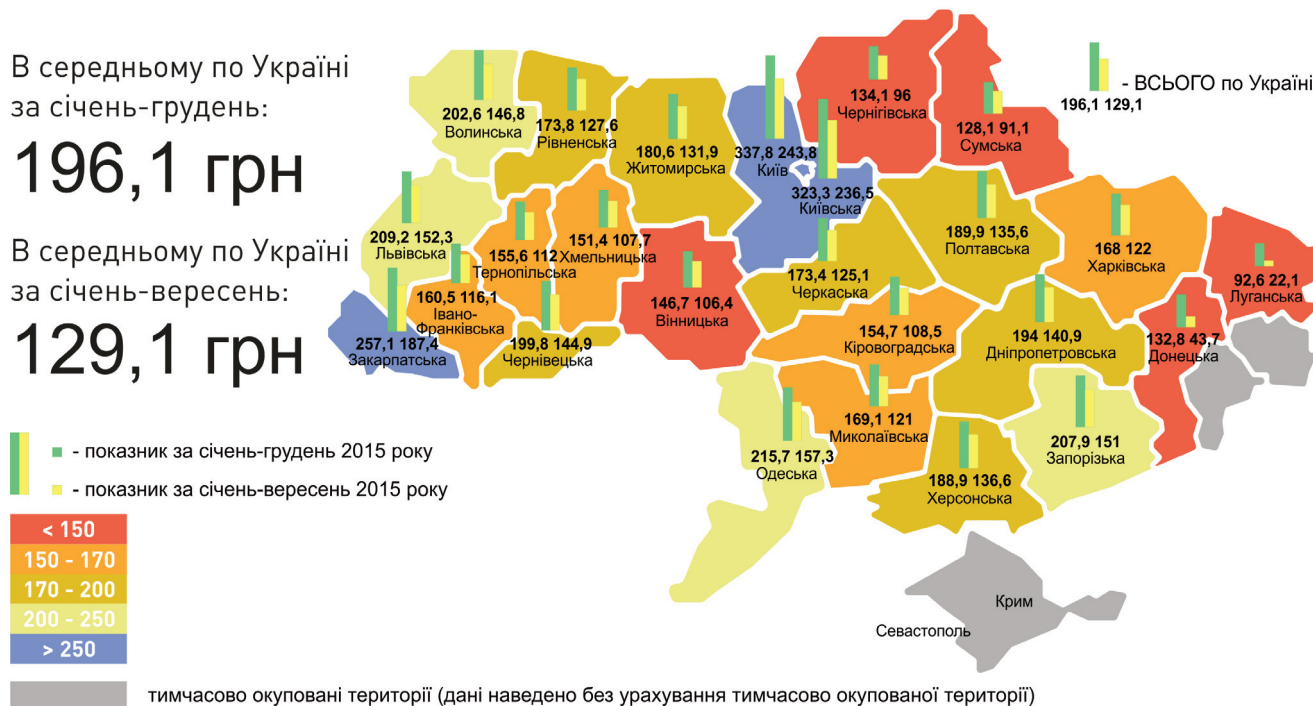 В середньому по Україні
за січень-грудень:
196,1 грн
В середньому по Україні
за січень-вересень:
129,1 грн
- показник за січень-грудень 2015 року
- показник за січень-вересень 2015 року
< 150
150 - 170
170 - 200
200 - 250
> 250
тимчасово окуповані території (дані наведено без урахування тимчасово окупованої території)
- ВСЬОГО по Україні
196,1 129,1
202,6 146,8
Волинська
173,8 127,6
Рівненська
180,6 131,9
Житомирська
337,8 243,8
Київ
323,3 236,5
Київська
134,1 96
Чернігівська
128,1 91,1
Сумська
209,2 152,3
Львівська
155,6 112
Тернопільська
151,4 107,7
Хмельницька
146,7 106,4
Вінницька
173,4 125,1
Черкаська
189,9 135,6
Полтавська
168 122
Харківська
92,6 22,1
Луганська
257,1 187,4
Закарпатська
160,5 116,1
Івано-
Франківська
199,8 144,9
Чернівецька
154,7 108,5
Кіровоградська
194 140,9
Дніпропетровська
132,8 43,7
Донецька
215,7 157,3
Одеська
169,1 121
Миколаївська
188,9 136,6
Херсонська
207,9 151
Запорізька
Крим
Севастополь